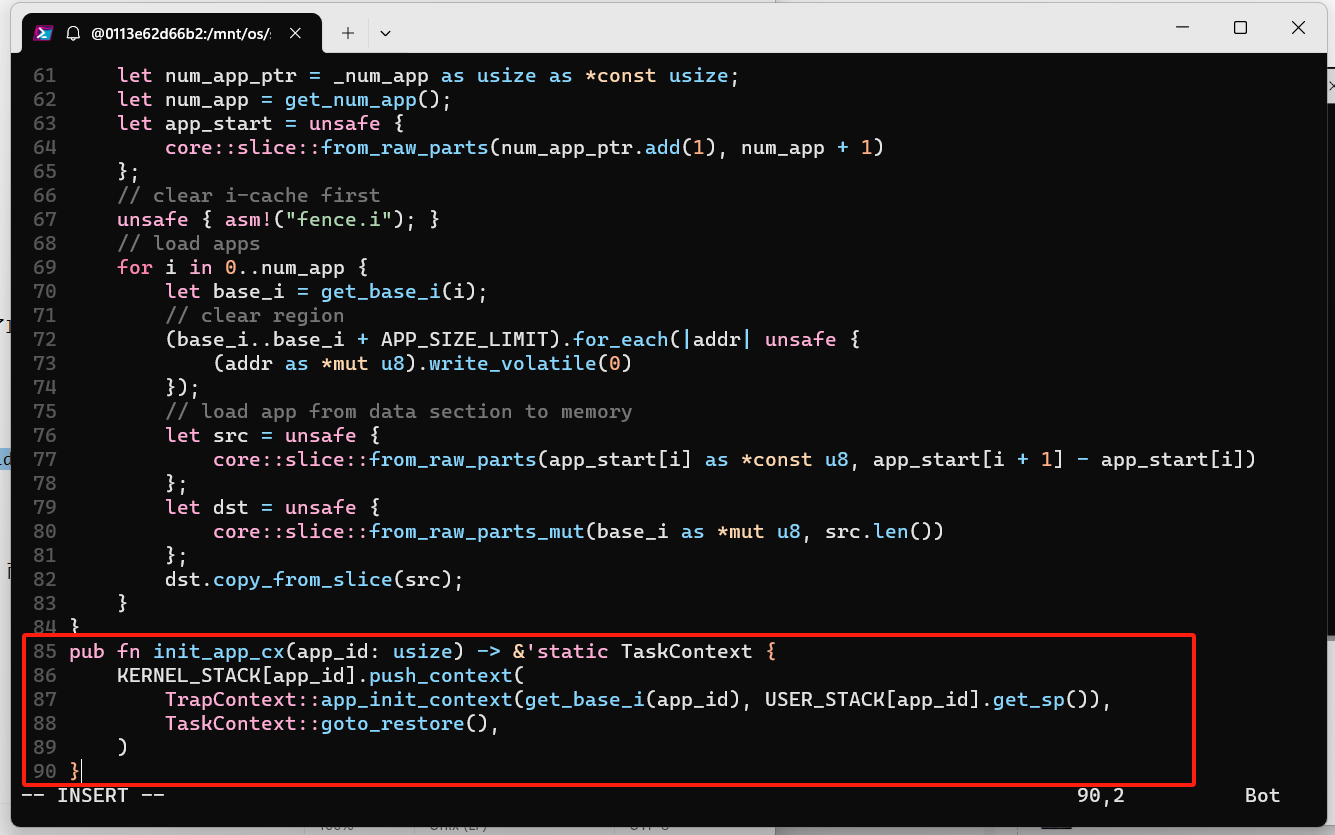 @0113e62d66b2:/mnt/os/
61     let num_app_ptr = _num_app as usize as *const usize;
62     let num_app = get_num_app();
63     let app_start = unsafe {
64         core::slice::from_raw_parts(num_app_ptr.add(1), num_app + 1)
65     };
66     // clear i-cache first
67     unsafe { asm!("fence.i"); }
68     // load apps
69     for i in 0..num_app {
70         let base_i = get_base_i(i);
71         // clear region
72         (base_i..base_i + APP_SIZE_LIMIT).for_each(|addr| unsafe {
73             (addr as *mut u8).write_volatile(0)
74         });
75         // load app from data section to memory
76         let src = unsafe {
77             core::slice::from_raw_parts(app_start[i] as *const u8, app_start[i + 1] - app_start[i])
78         };
79         let dst = unsafe {
80             core::slice::from_raw_parts_mut(base_i as *mut u8, src.len())
81         };
82         dst.copy_from_slice(src);
83     }
84 }
85 pub fn init_app_cx(app_id: usize) -> &'static TaskContext {
86     KERNEL_STACK[app_id].push_context(
87         TrapContext::app_init_context(get_base_i(app_id), USER_STACK[app_id].get_sp()),
88         TaskContext::goto_restore(),
89     )
90 }
-- INSERT -- 90,2 Bot